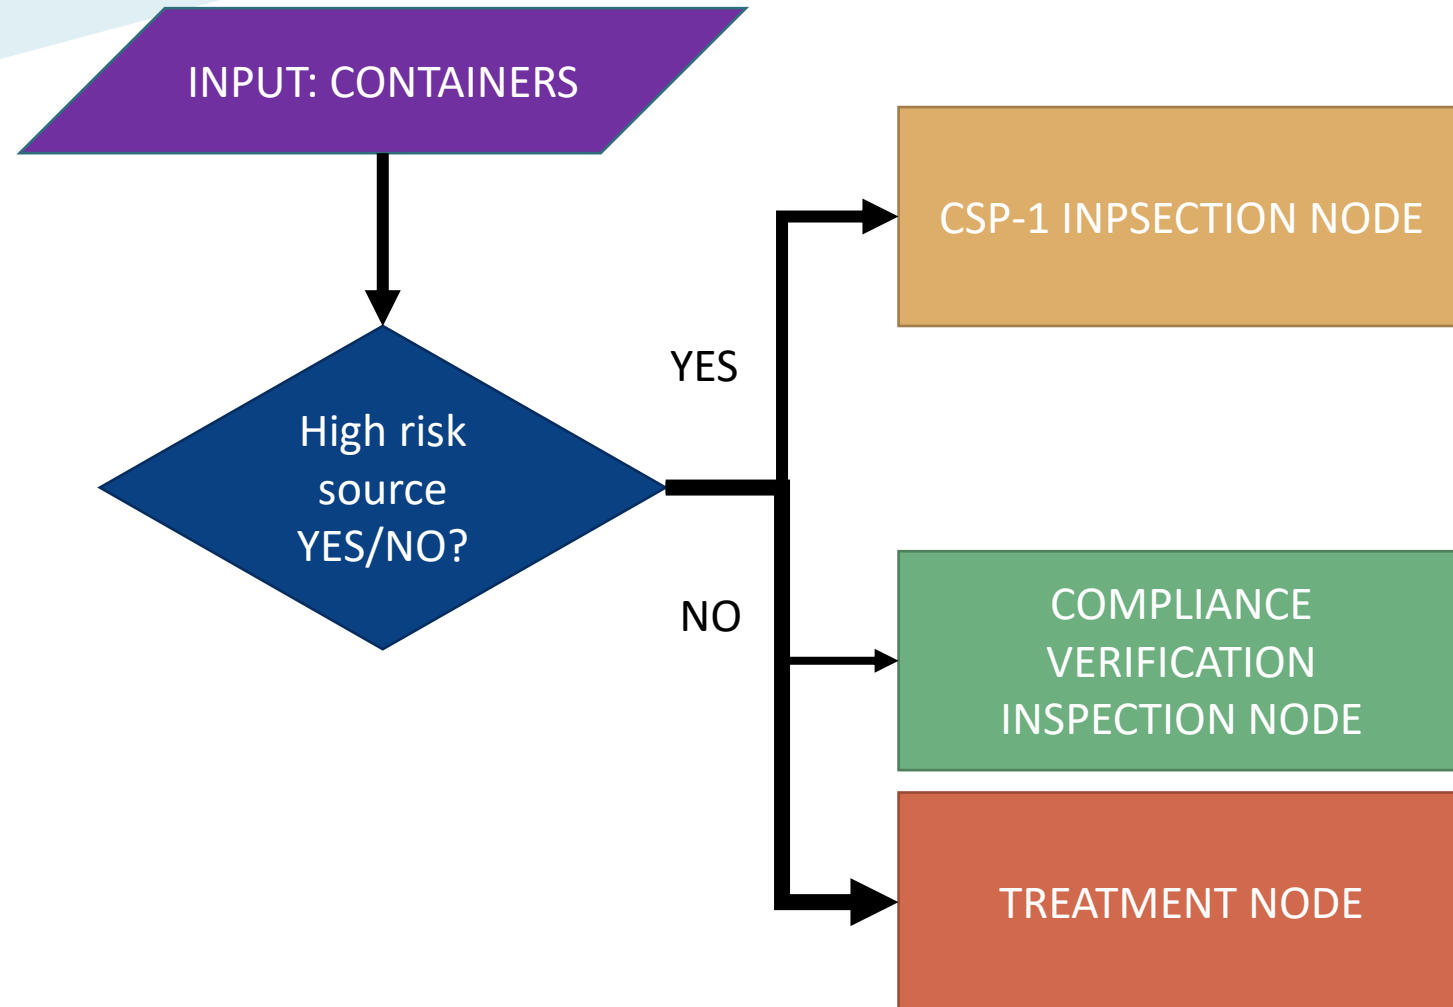 INPUT: CONTAINERS
CSP-1 INPSECTION NODE
YES
High risk
source
YES/NO?
NO
COMPLIANCE
VERIFICATION
INSPECTION NODE
TREATMENT NODE